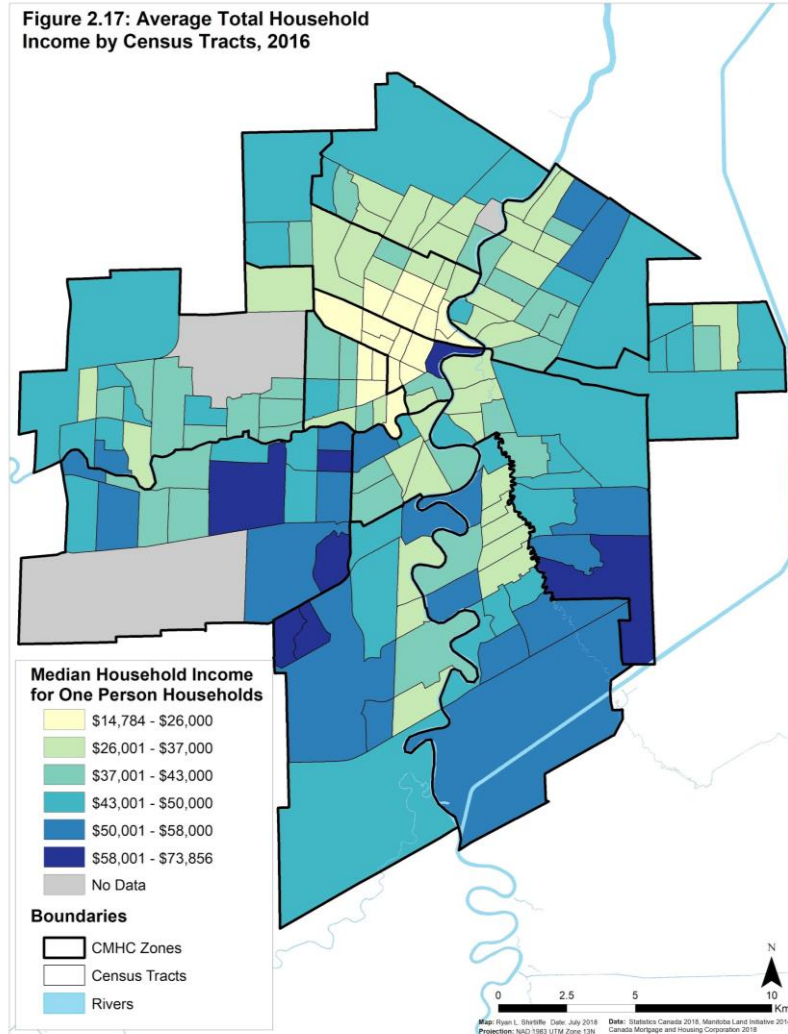 Figure 2.17: Average Total Household
Income by Census Tracts, 2016
Median Household Income
for One Person Households
$14,784 - $26,000
$26,001 - $37,000
$37,001 - $43,000
$43,001 - $50,000
$50,001 - $58,000
$58,001 - $73,856
No Data
Boundaries
CMHC Zones
Census Tracts
Rivers
N
0 2.5 5 10
Km
Map: Ryan L. Shirtliffe Date: July 2018 Data: Statistics Canada 2016, Manitoba Land Initiative 201
Projection: NAD 1983 UTM Zone 13N Canada Mortgage and Housing Corporation 2018